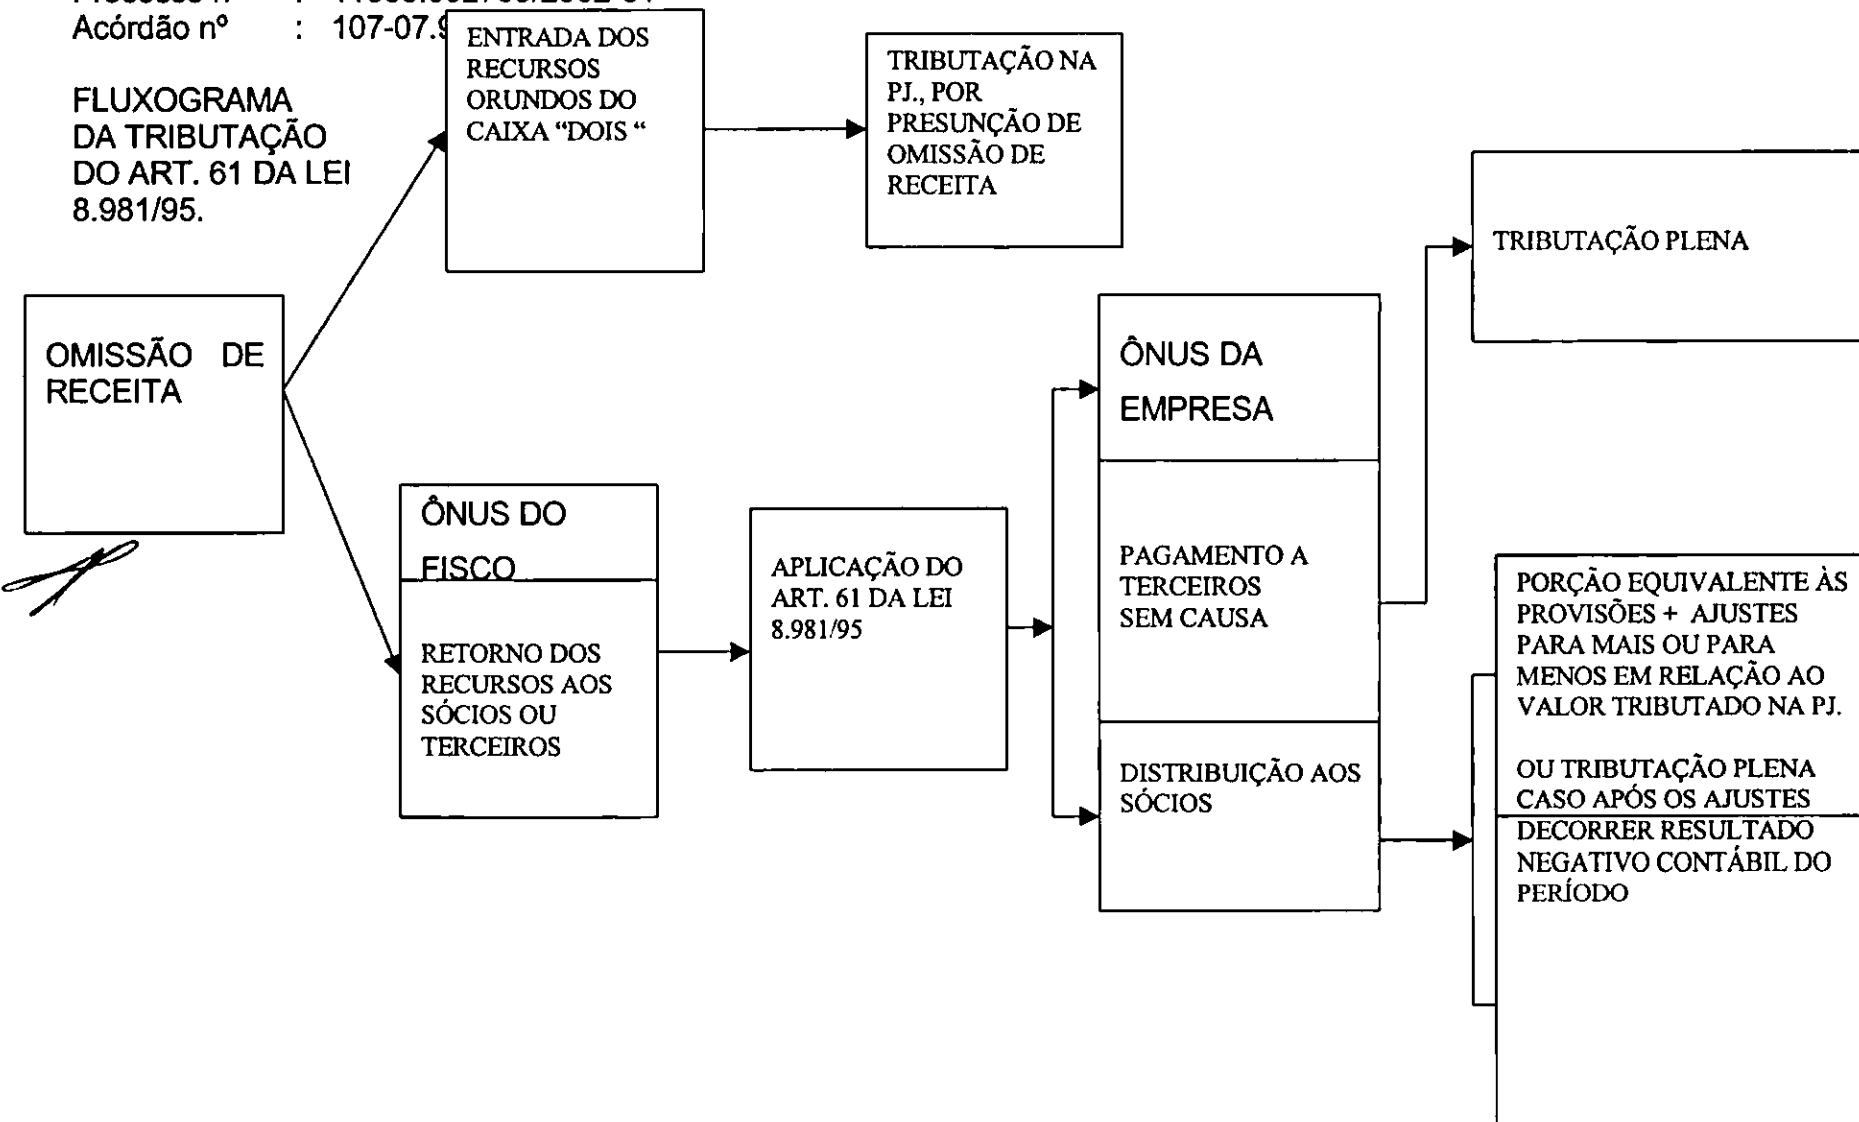 Acórdão nº : 107-07.9
FLUXOGRAMA
DA TRIBUTAÇÃO
DO ART. 61 DA LEI
8.981/95.
ENTRADA DOS
RECURSOS
ORUNDOS DO
CAIXA “DOIS “
TRIBUTAÇÃO NA
PJ., POR
PRESUNÇÃO DE
OMISSÃO DE
RECEITA
TRIBUTAÇÃO PLENA
OMISSÃO DE
RECEITA
ÔNUS DA
EMPRESA
PAGAMENTO A
TERCEIROS
SEM CAUSA
DISTRIBUIÇÃO AOS
SÓCIOS
ÔNUS DO
FISCO
RETORNO DOS
RECURSOS AOS
SÓCIOS OU
TERCEIROS
APLICAÇÃO DO
ART. 61 DA LEI
8.981/95
PORÇÃO EQUIVALENTE ÀS
PROVISÕES + AJUSTES
PARA MAIS OU PARA
MENOS EM RELAÇÃO AO
VALOR TRIBUTADO NA PJ.
OU TRIBUTAÇÃO PLENA
CASO APÓS OS AJUSTES
DECORRER RESULTADO
NEGATIVO CONTÁBIL DO
PERÍODO